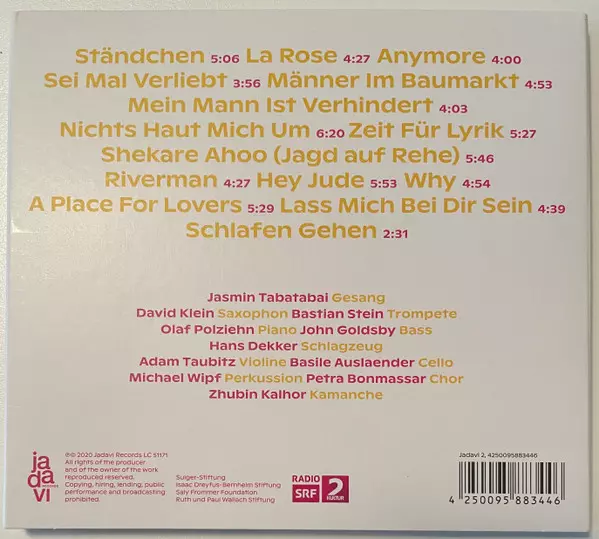 Ständchen 5:06 La Rose 4:27 Anymore 4:00
Sei Mal Verliebt 3:56 Männer Im Baumarkt 4:53
Mein Mann Ist Verhindert 4:03
Nichts Haut Mich Um 6:20 Zeit Für Lyrik 5:27
Shekare Ahoo (Jagd auf Rehe) 5:46
Riverman 4:27 Hey Jude 5:53 Why 4:54
A Place For Lovers 5:29 Lass Mich Bei Dir Sein 4:39
Schlafen Gehen 2:31
Jasmin Tabatabai Gesang
David Klein Saxophon Bastian Stein Trompete
Olaf Polziehn Piano John Goldsby Bass
Hans Dekker Schlagzeug
Adam Taubitz Violine Basile Auslaender Cello
Michael Wipf Perkussion Petra Bonmassar Chor
Zhubin Kalhor Kamanche
ja
da
vi
RECORDS
℗© 2020 Jadavi Records LC 51171
All rights of the producer
and of the owner of the work
reproduced reserved.
Copying, hiring, lending, public
performance and broadcasting
prohibited.
Sulger-Stiftung
Isaac Dreyfus-Bernheim Stiftung
Saly Frommer Foundation
Ruth und Paul Wallach Stiftung
RADIO
SRF 2
KULTUR
Jadavi 2, 4250095883446
4 250095 883446